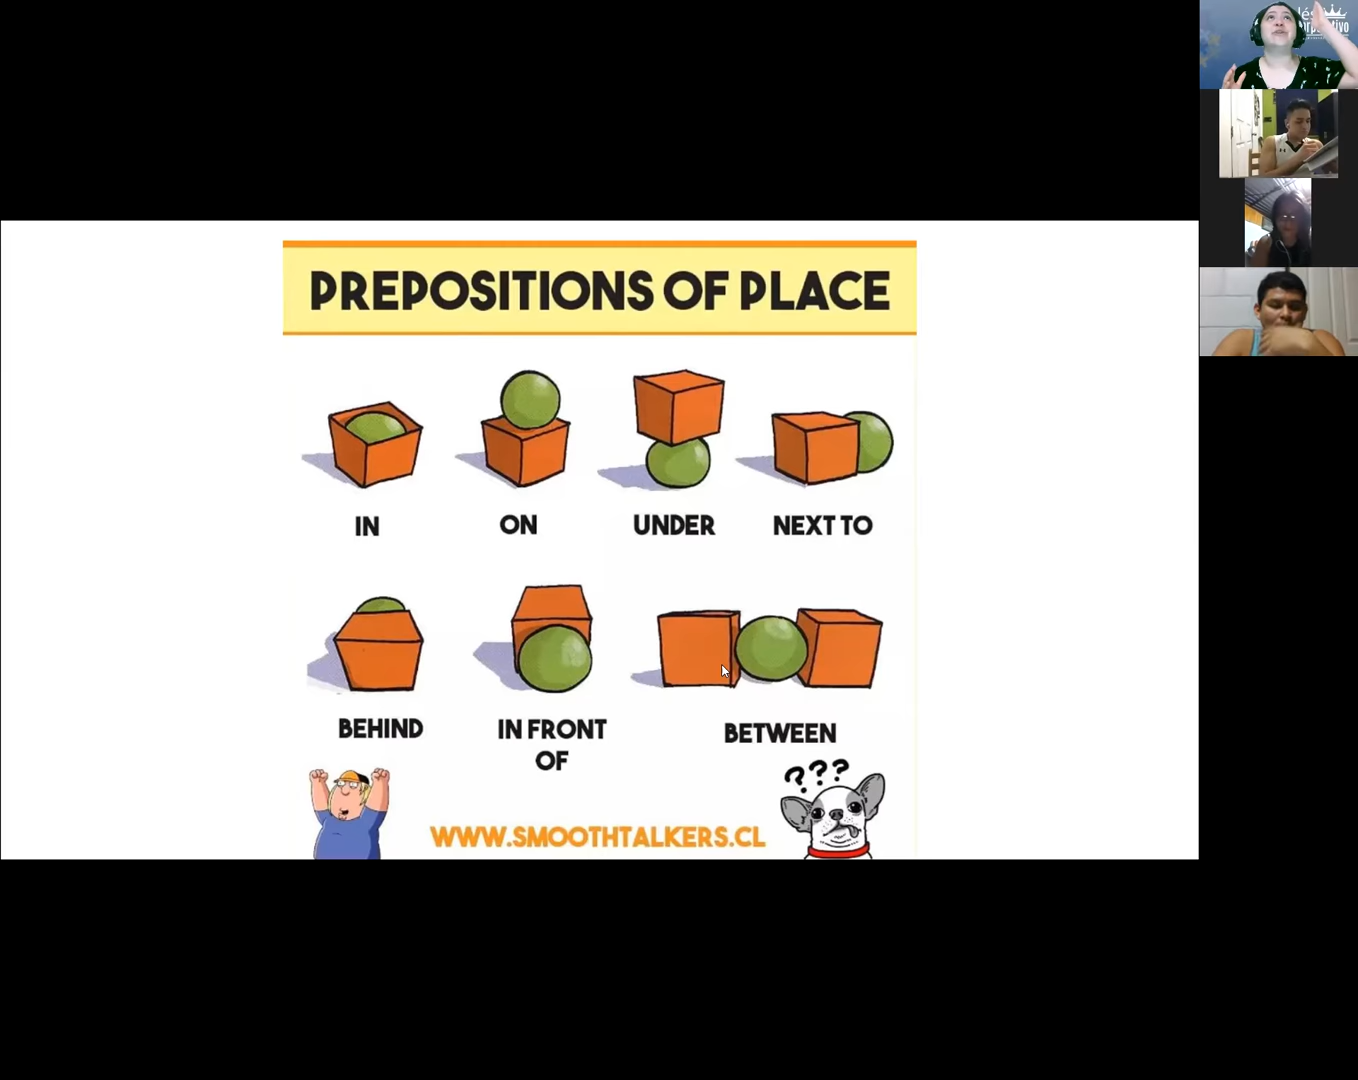 PREPOSITIONS OF PLACE
IN
ON
UNDER
NEXT TO
BEHIND
IN FRONT
OF
BETWEEN
???
WWW.SMOOTHTALKERS.CL